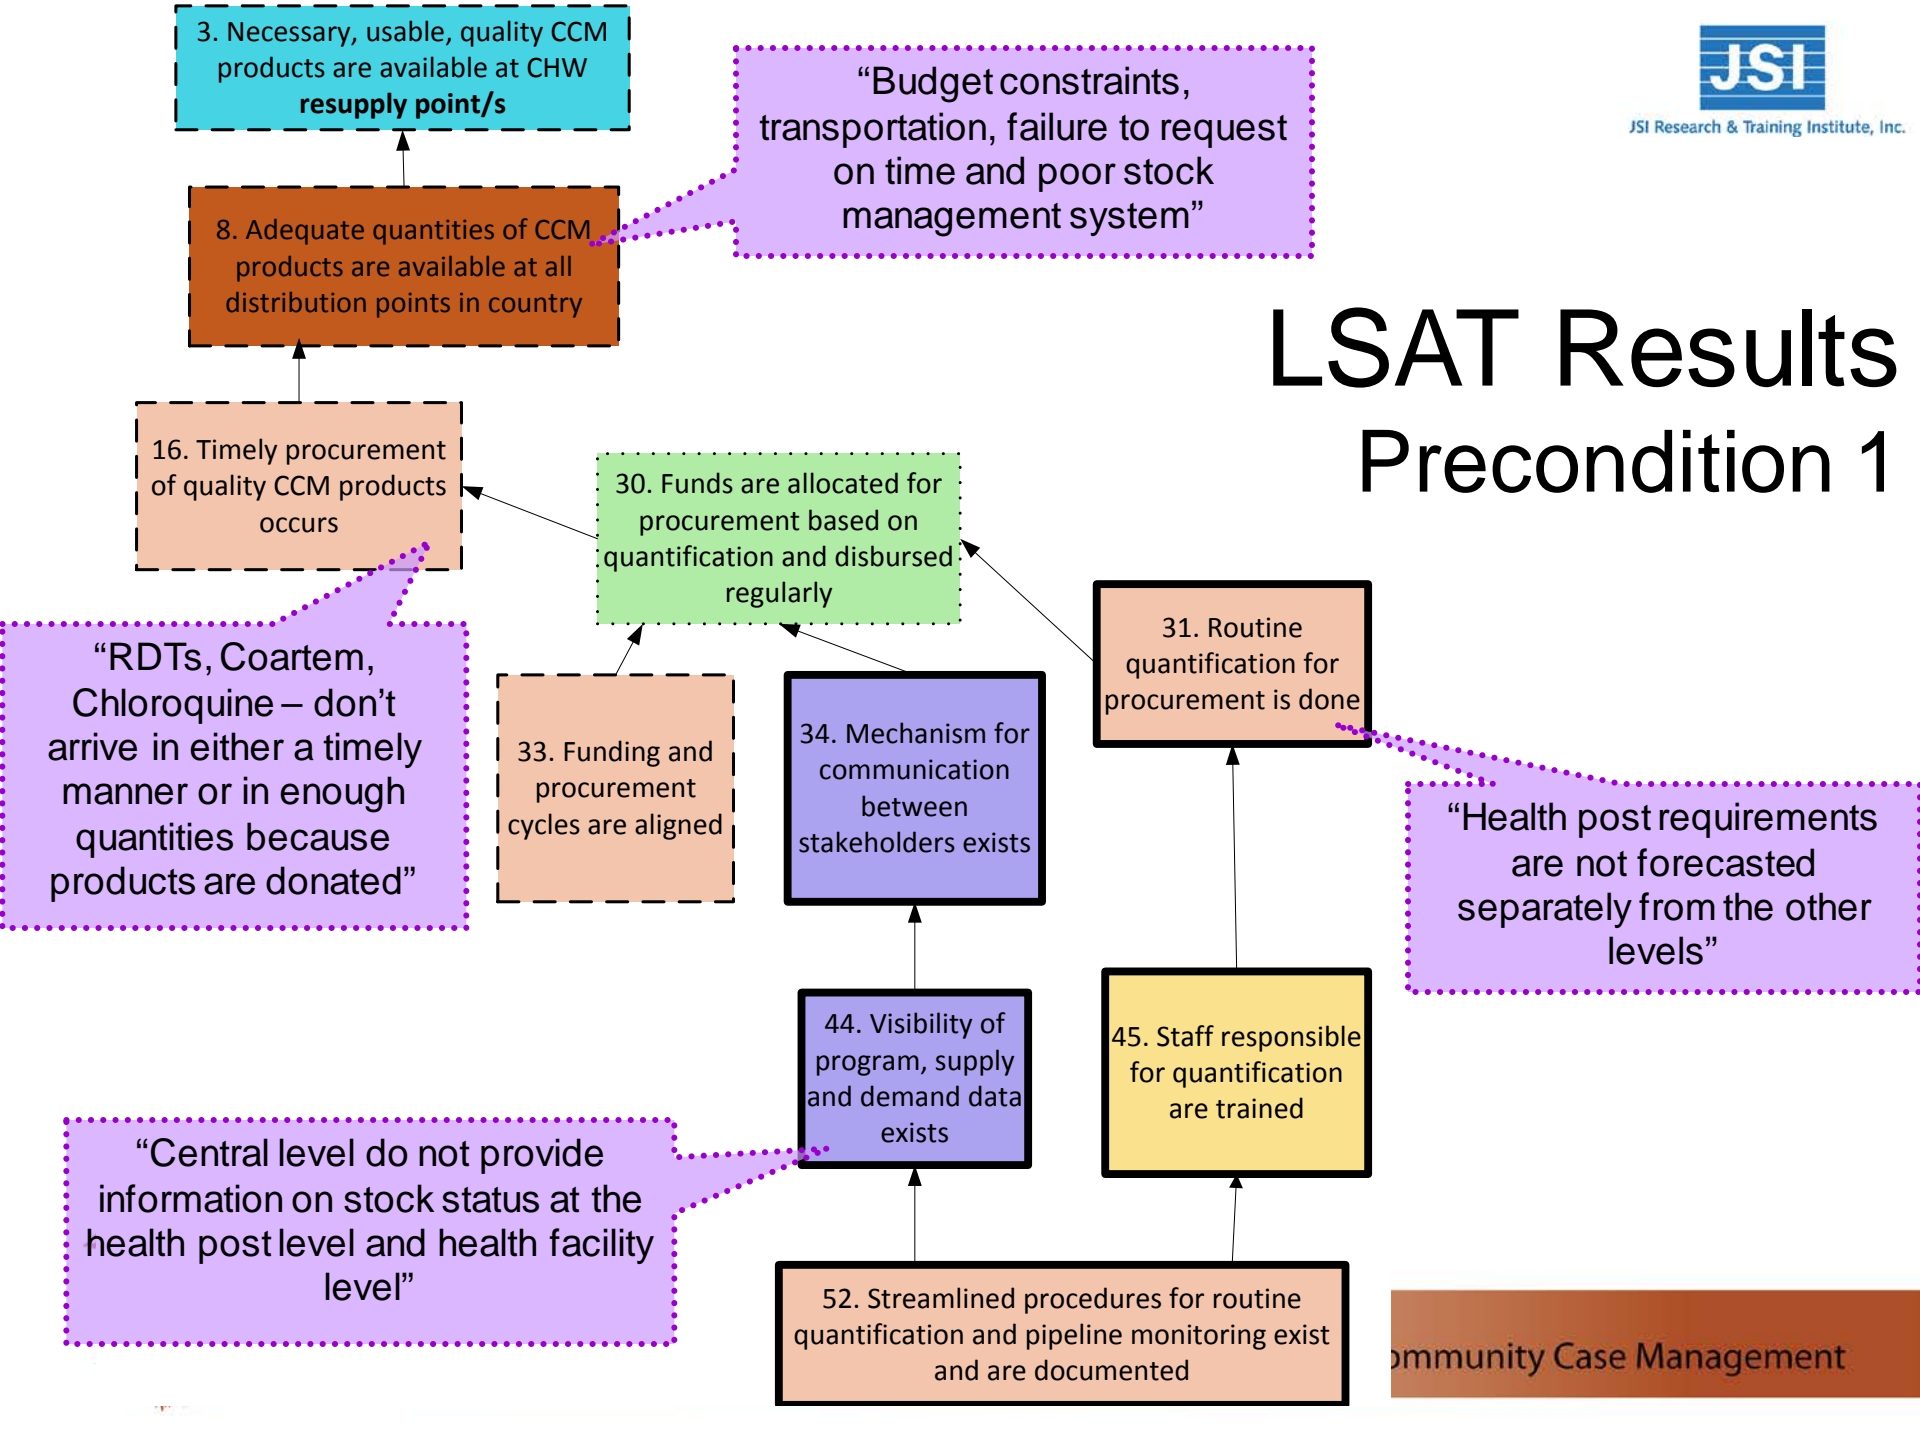 3. Necessary, usable, quality CCM
products are available at CHW
resupply point/s
“Budget constraints,
transportation, failure to request
on time and poor stock
management system”
JSI
JSI Research & Training Institute, Inc.
8. Adequate quantities of CCM
products are available at all
distribution points in country
LSAT Results
Precondition 1
16. Timely procurement
of quality CCM products
occurs
30. Funds are allocated for
procurement based on
quantification and disbursed
regularly
31. Routine
quantification for
procurement is done
“RDTs, Coartem,
Chloroquine – don’t
arrive in either a timely
manner or in enough
quantities because
products are donated”
33. Funding and
procurement
cycles are aligned
34. Mechanism for
communication
between
stakeholders exists
“Health post requirements
are not forecasted
separately from the other
levels”
44. Visibility of
program, supply
and demand data
exists
45. Staff responsible
for quantification
are trained
“Central level do not provide
information on stock status at the
health post level and health facility
level”
52. Streamlined procedures for routine
quantification and pipeline monitoring exist
and are documented
ommunity Case Management